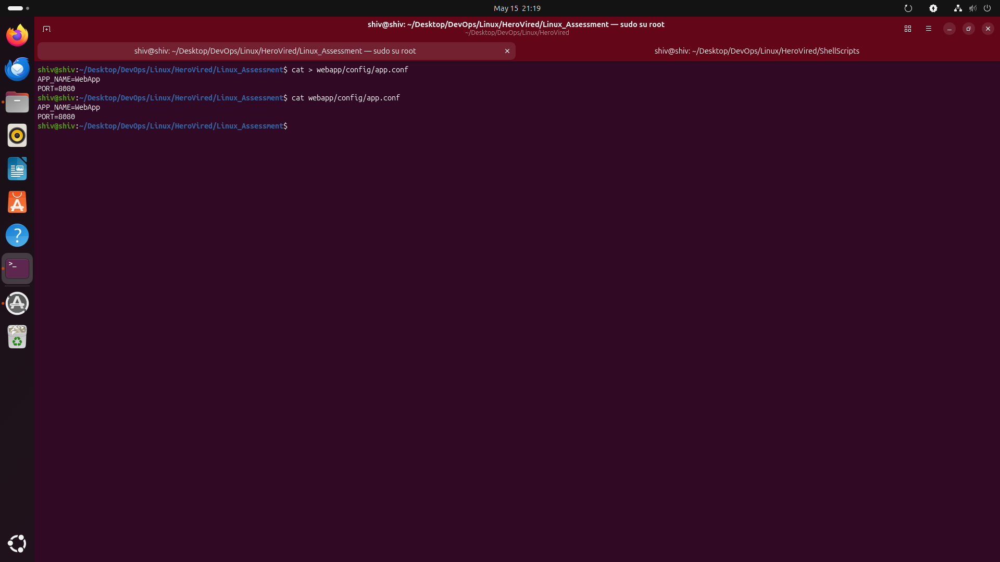 May 15 21:19
shiv@shiv: ~/Desktop/DevOps/Linux/HeroVired/Linux_Assessment — sudo su root
~/Desktop/DevOps/Linux/HeroVired
shiv@shiv: ~/Desktop/DevOps/Linux/HeroVired/Linux_Assessment — sudo su root
shiv@shiv: ~/Desktop/DevOps/Linux/HeroVired/ShellScripts
shiv@shiv:~/Desktop/DevOps/Linux/HeroVired/Linux_Assessment$ cat > webapp/config/app.conf
APP_NAME=WebApp
PORT=8080
shiv@shiv:~/Desktop/DevOps/Linux/HeroVired/Linux_Assessment$ cat webapp/config/app.conf
APP_NAME=WebApp
PORT=8080
shiv@shiv:~/Desktop/DevOps/Linux/HeroVired/Linux_Assessment$